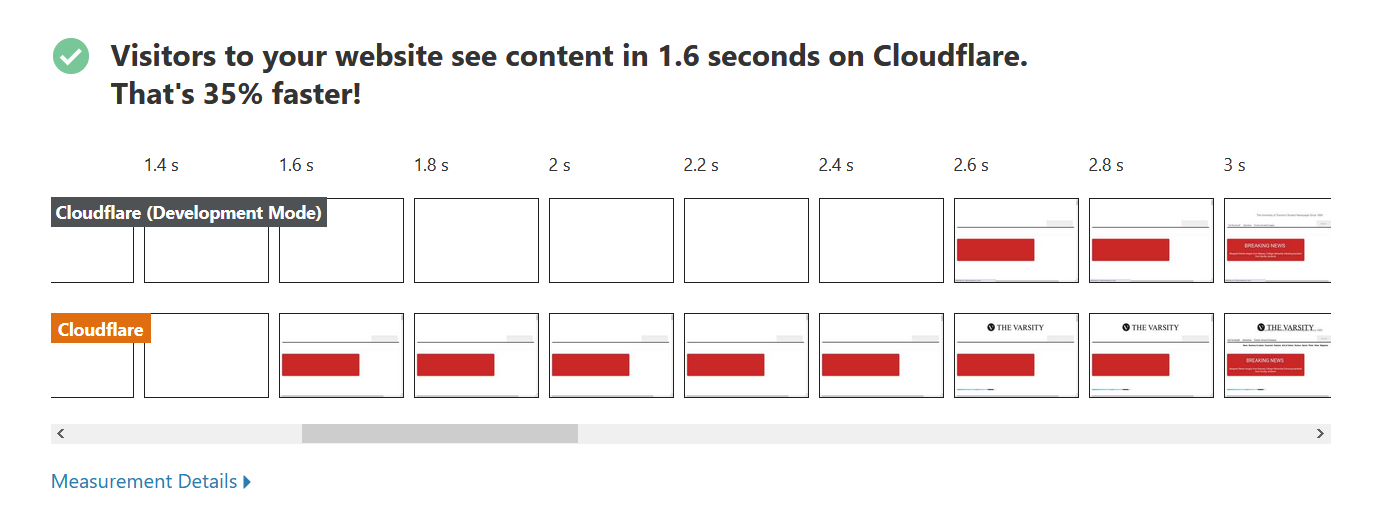 Visitors to your website see content in 1.6 seconds on Cloudflare.
That's 35% faster!
1.4 s
1.6 s
1.8 s
2 s
2.2 s
2.4 s
2.6 s
2.8 s
3 s
Cloudflare (Development Mode)
BREAKING NEWS
Cloudflare
THE VARSITY
THE VARSITY
THE VARSITY
BREAKING NEWS
Measurement Details